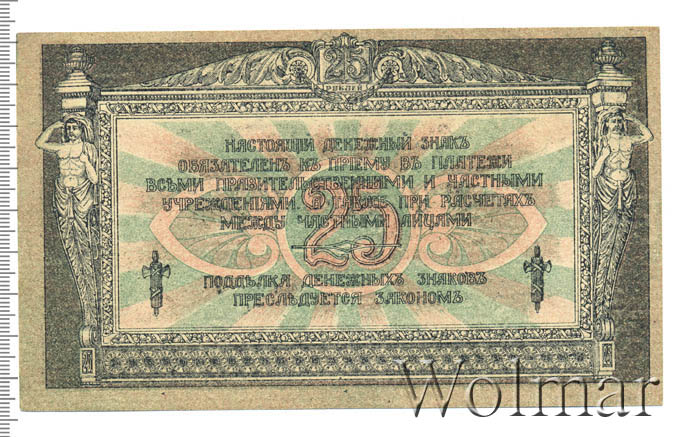 25
РУБЛЕЙ
НАСТОЯЩІЙ ДЕНЕЖНЫЙ ЗНАКЪ
ОБЯЗАТЕЛЕНЪ КЪ ПРІЕМУ ВЪ ПЛАТЕЖИ
ВСѢМИ ПРАВИТЕЛЬСТВЕННЫМИ И ЧАСТНЫМИ
УЧРЕЖДЕНІЯМИ ПРИ РАСЧЕТАХЪ
МЕЖДУ ЧАСТНЫМИ ЛИЦАМИ
25
ПОДДѢЛКА ДЕНЕЖНЫХЪ ЗНАКОВЪ
ПРЕСЛѢДУЕТСЯ ЗАКОНОМЪ
Wolmar